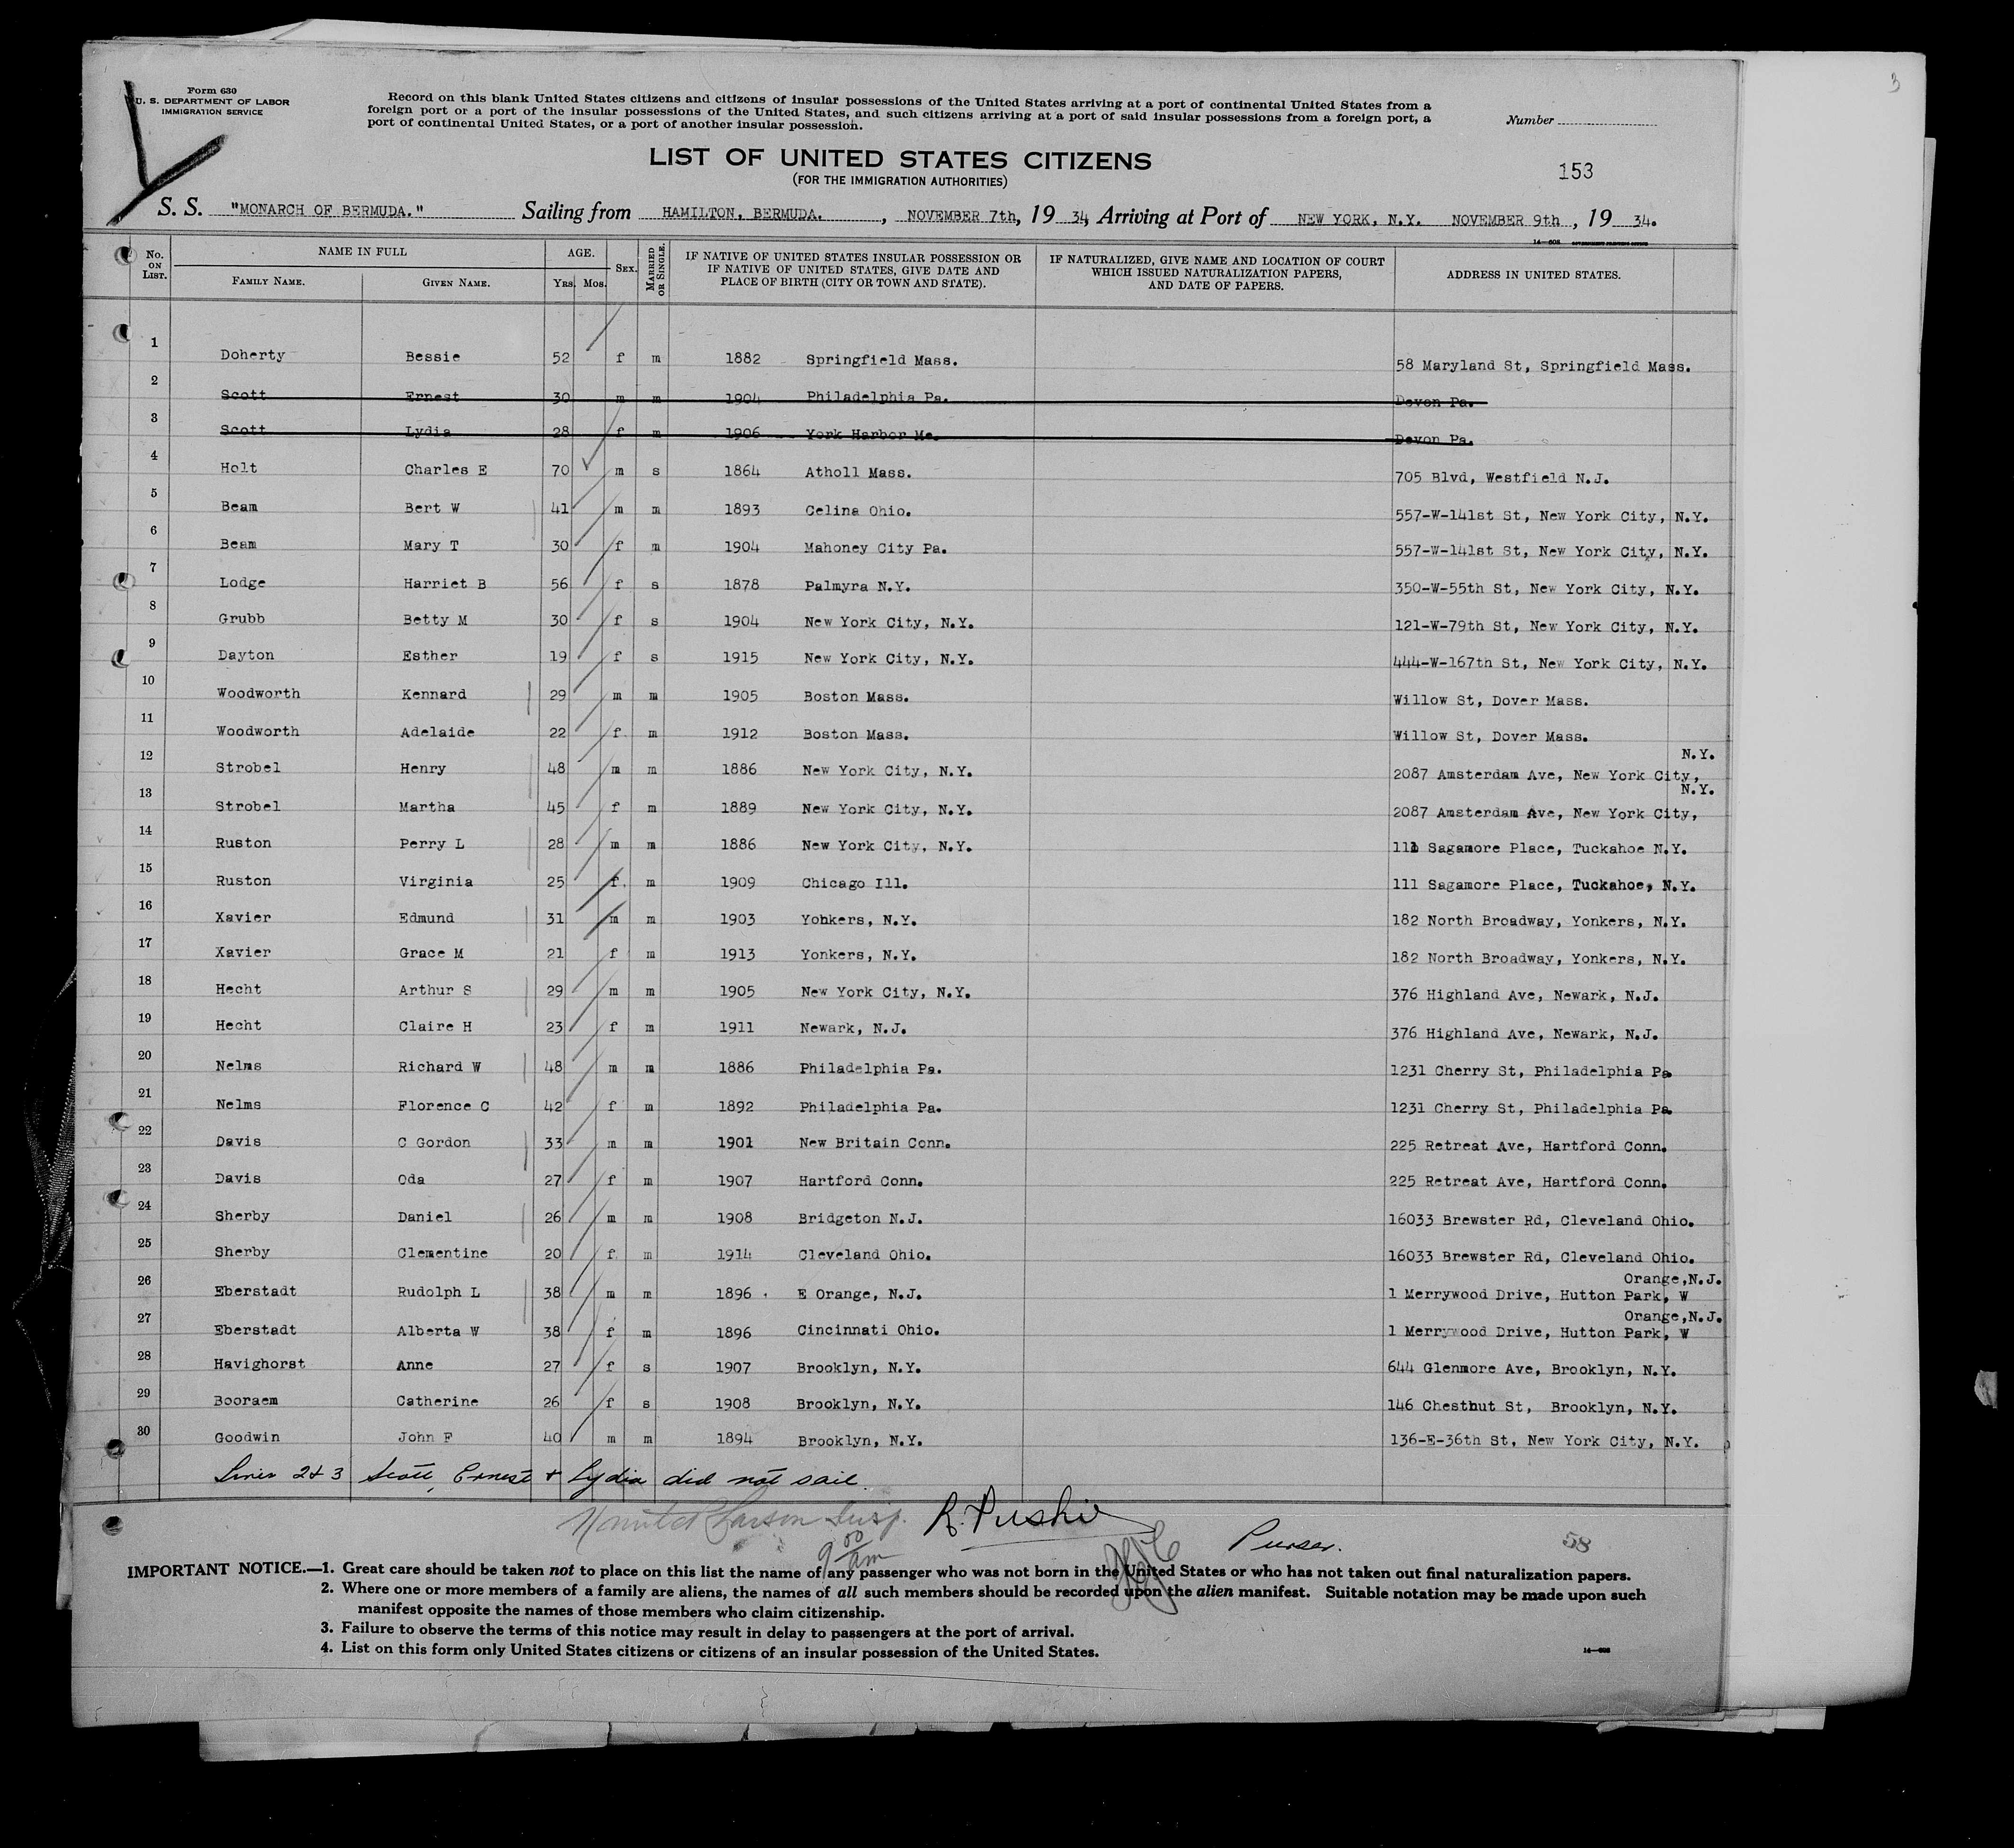 3
Form 630
U. S. DEPARTMENT OF LABOR
IMMIGRATION SERVICE
Record on this blank United States citizens and citizens of insular possessions of the United States arriving at a port of continental United States from a
foreign port or a port of the insular possessions of the United States, and such citizens arriving at a port of said insular possessions from a foreign port, a
port of continental United States, or a port of another insular possession.
Number
LIST OF UNITED STATES CITIZENS
(FOR THE IMMIGRATION AUTHORITIES)
153
S. S. "MONARCH OF BERMUDA." Sailing from HAMILTON, BERMUDA. , NOVEMBER 7th, 19 34, Arriving at Port of NEW YORK, N.Y. NOVEMBER 9th , 19 34.
14—608 GOVERNMENT PRINTING OFFICE
No. ON LIST. NAME IN FULL FAMILY NAME. GIVEN NAME. AGE. YRS. MOS. SEX. MARRIED OR SINGLE. IF NATIVE OF UNITED STATES INSULAR POSSESSION OR IF NATIVE OF UNITED STATES, GIVE DATE AND PLACE OF BIRTH (CITY OR TOWN AND STATE). IF NATURALIZED, GIVE NAME AND LOCATION OF COURT WHICH ISSUED NATURALIZATION PAPERS, AND DATE OF PAPERS. ADDRESS IN UNITED STATES.
1 Doherty Bessie 52 f m 1882 Springfield Mass. 58 Maryland St, Springfield Mass.
2 Scott Ernest 30 m m 1904 Philadelphia Pa. Devon Pa.
3 Scott Lydia 28 f m 1906 York Harbor Me. Devon Pa.
4 Holt Charles E 70 m s 1864 Atholl Mass. 705 Blvd, Westfield N.J.
5 Beam Bert W 41 m m 1893 Celina Ohio. 557-W-141st St, New York City, N.Y.
6 Beam Mary T 30 f m 1904 Mahoney City Pa. 557-W-141st St, New York City, N.Y.
7 Lodge Harriet B 56 f s 1878 Palmyra N.Y. 350-W-55th St, New York City, N.Y.
8 Grubb Betty M 30 f s 1904 New York City, N.Y. 121-W-79th St, New York City, N.Y.
9 Dayton Esther 19 f s 1915 New York City, N.Y. 444-W-167th St, New York City, N.Y.
10 Woodworth Kennard 29 m m 1905 Boston Mass. Willow St, Dover Mass.
11 Woodworth Adelaide 22 f m 1912 Boston Mass. Willow St, Dover Mass.
12 Strobel Henry 48 m m 1886 New York City, N.Y. 2087 Amsterdam Ave, New York City, N.Y.
13 Strobel Martha 45 f m 1889 New York City, N.Y. 2087 Amsterdam Ave, New York City, N.Y.
14 Ruston Perry L 28 m m 1886 New York City, N.Y. 111 Sagamore Place, Tuckahoe N.Y.
15 Ruston Virginia 25 f. m 1909 Chicago Ill. 111 Sagamore Place, Tuckahoe, N.Y.
16 Xavier Edmund 31 m m 1903 Yonkers, N.Y. 182 North Broadway, Yonkers, N.Y.
17 Xavier Grace M 21 f m 1913 Yonkers, N.Y. 182 North Broadway, Yonkers, N.Y.
18 Hecht Arthur S 29 m m 1905 New York City, N.Y. 376 Highland Ave, Newark, N.J.
19 Hecht Claire H 23 f m 1911 Newark, N.J. 376 Highland Ave, Newark, N.J.
20 Nelms Richard W 48 m m 1886 Philadelphia Pa. 1231 Cherry St, Philadelphia Pa
21 Nelms Florence C 42 f m 1892 Philadelphia Pa. 1231 Cherry St, Philadelphia Pa.
22 Davis C Gordon 33 m m 1901 New Britain Conn. 225 Retreat Ave, Hartford Conn.
23 Davis Oda 27 f m 1907 Hartford Conn. 225 Retreat Ave, Hartford Conn.
24 Sherby Daniel 26 m m 1908 Bridgeton N.J. 16033 Brewster Rd, Cleveland Ohio.
25 Sherby Clementine 20 f. m 1914 Cleveland Ohio. 16033 Brewster Rd, Cleveland Ohio.
26 Eberstadt Rudolph L 38 m m 1896 E Orange, N.J. 1 Merrywood Drive, Hutton Park, W Orange,N.J.
27 Eberstadt Alberta W 38 f m 1896 Cincinnati Ohio. 1 Merrywood Drive, Hutton Park, W Orange,N.J.
28 Havighorst Anne 27 f s 1907 Brooklyn, N.Y. 644 Glenmore Ave, Brooklyn, N.Y.
29 Booraem Catherine 26 f s 1908 Brooklyn, N.Y. 146 Chestnut St, Brooklyn, N.Y.
30 Goodwin John F 40 m m 1894 Brooklyn, N.Y. 136-E-36th St, New York City, N.Y.
Lines 2 & 3 Scott, Ernest + Lydia did not sail.
Larson Insp. R. Pushie
Purser.
9 00 am
58
IMPORTANT NOTICE.—1. Great care should be taken not to place on this list the name of any passenger who was not born in the United States or who has not taken out final naturalization papers.
2. Where one or more members of a family are aliens, the names of all such members should be recorded upon the alien manifest. Suitable notation may be made upon such
manifest opposite the names of those members who claim citizenship.
3. Failure to observe the terms of this notice may result in delay to passengers at the port of arrival.
4. List on this form only United States citizens or citizens of an insular possession of the United States.
14—608